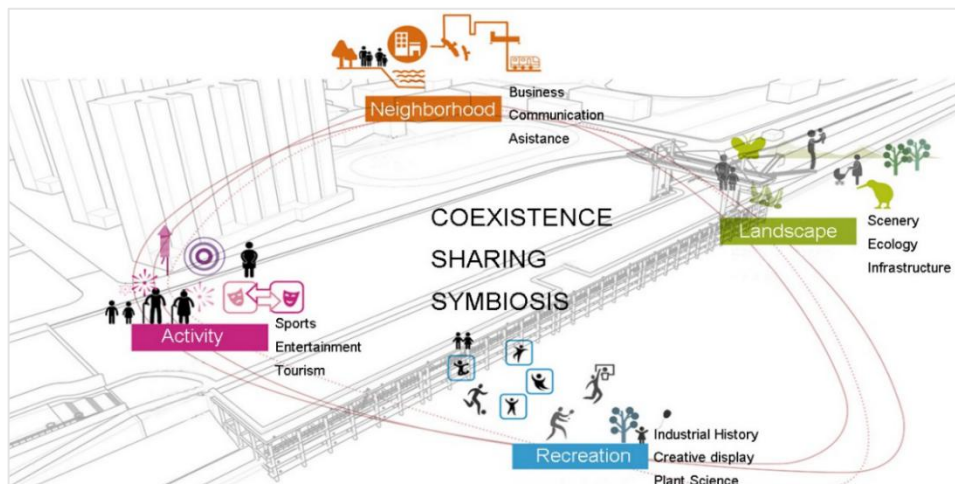 Neighborhood
Business
Communication
Asistance
COEXISTENCE
SHARING
SYMBIOSIS
Landscape
Scenery
Ecology
Infrastructure
Activity
Sports
Entertainment
Tourism
Recreation
Industrial History
Creative display
Plant Science